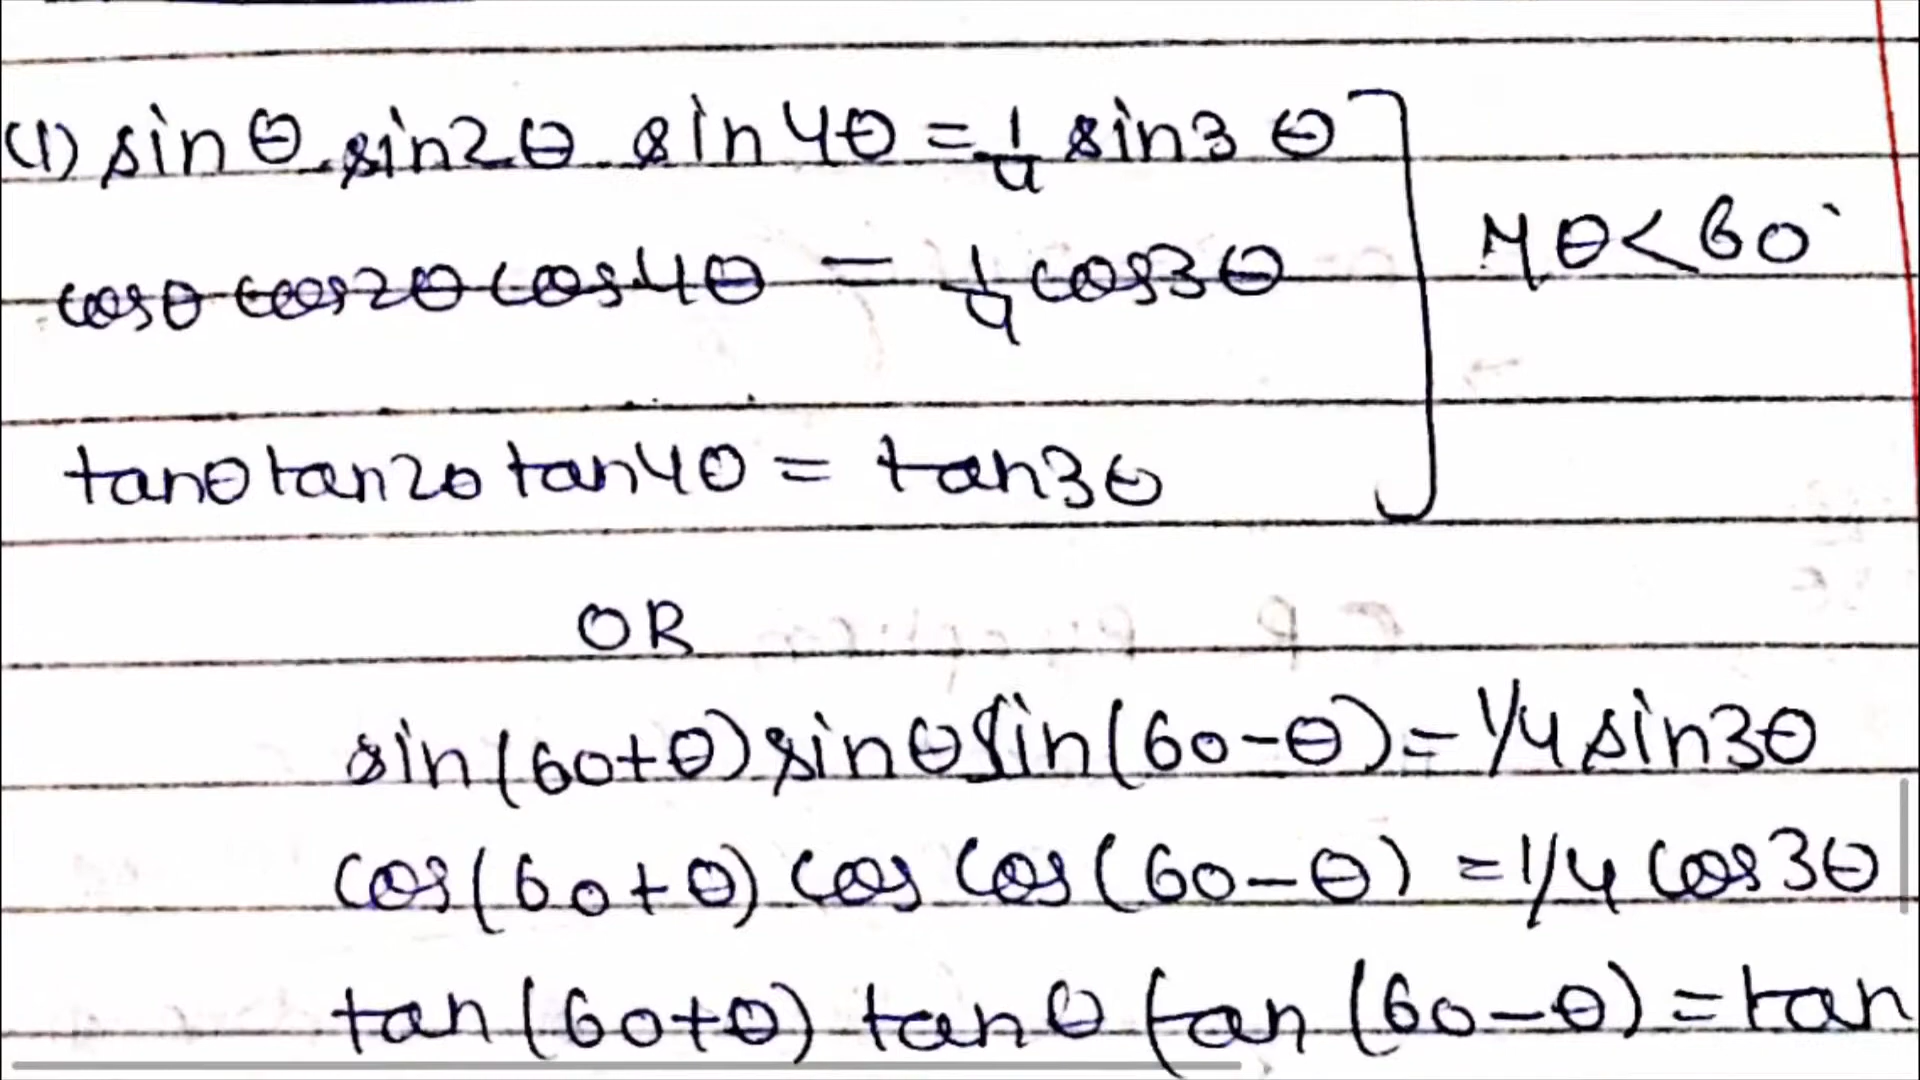 (1) sinθ.sin2θ sin4θ = 1/4 sin3θ
4θ<60°
cosθ cos2θ cos4θ = 1/4 cos3θ
tanθ tan2θ tan4θ = tan3θ
OR
sin(60+θ) sinθ sin(60-θ) = 1/4 sin3θ
cos(60+θ) cos cos(60-θ) = 1/4 cos3θ
tan(60+θ) tanθ tan(60-θ) = tan